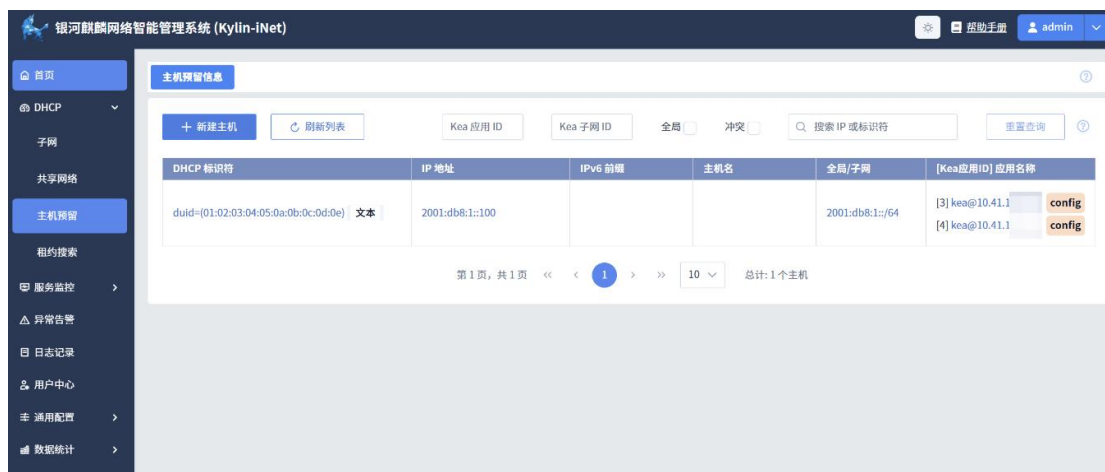 银河麒麟网络智能管理系统 (Kylin-iNet)
帮助手册
admin
首页
DHCP
子网
共享网络
主机预留
租约搜索
服务监控
异常告警
日志记录
用户中心
通用配置
数据统计
主机预留信息
新建主机
刷新列表
Kea 应用 ID
Kea 子网 ID
全局
冲突
搜索 IP 或标识符
重置查询
DHCP 标识符 IP 地址 IPv6 前缀 主机名 全局/子网 [Kea应用ID] 应用名称
duid=(01:02:03:04:05:0a:0b:0c:0d:0e) 文本 2001:db8:1::100 2001:db8:1::/64
[3] kea@10.41.1 config
[4] kea@10.41.1 config
第 1 页，共 1 页 « ‹ 1 › » 10 总计: 1 个主机